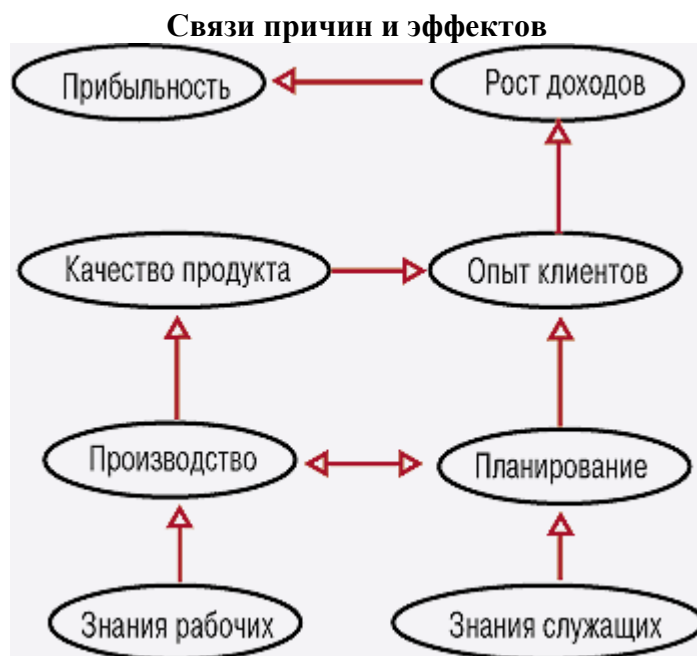 Связи причин и эффектов
Прибыльность
Рост доходов
Качество продукта
Опыт клиентов
Производство
Планирование
Знания рабочих
Знания служащих